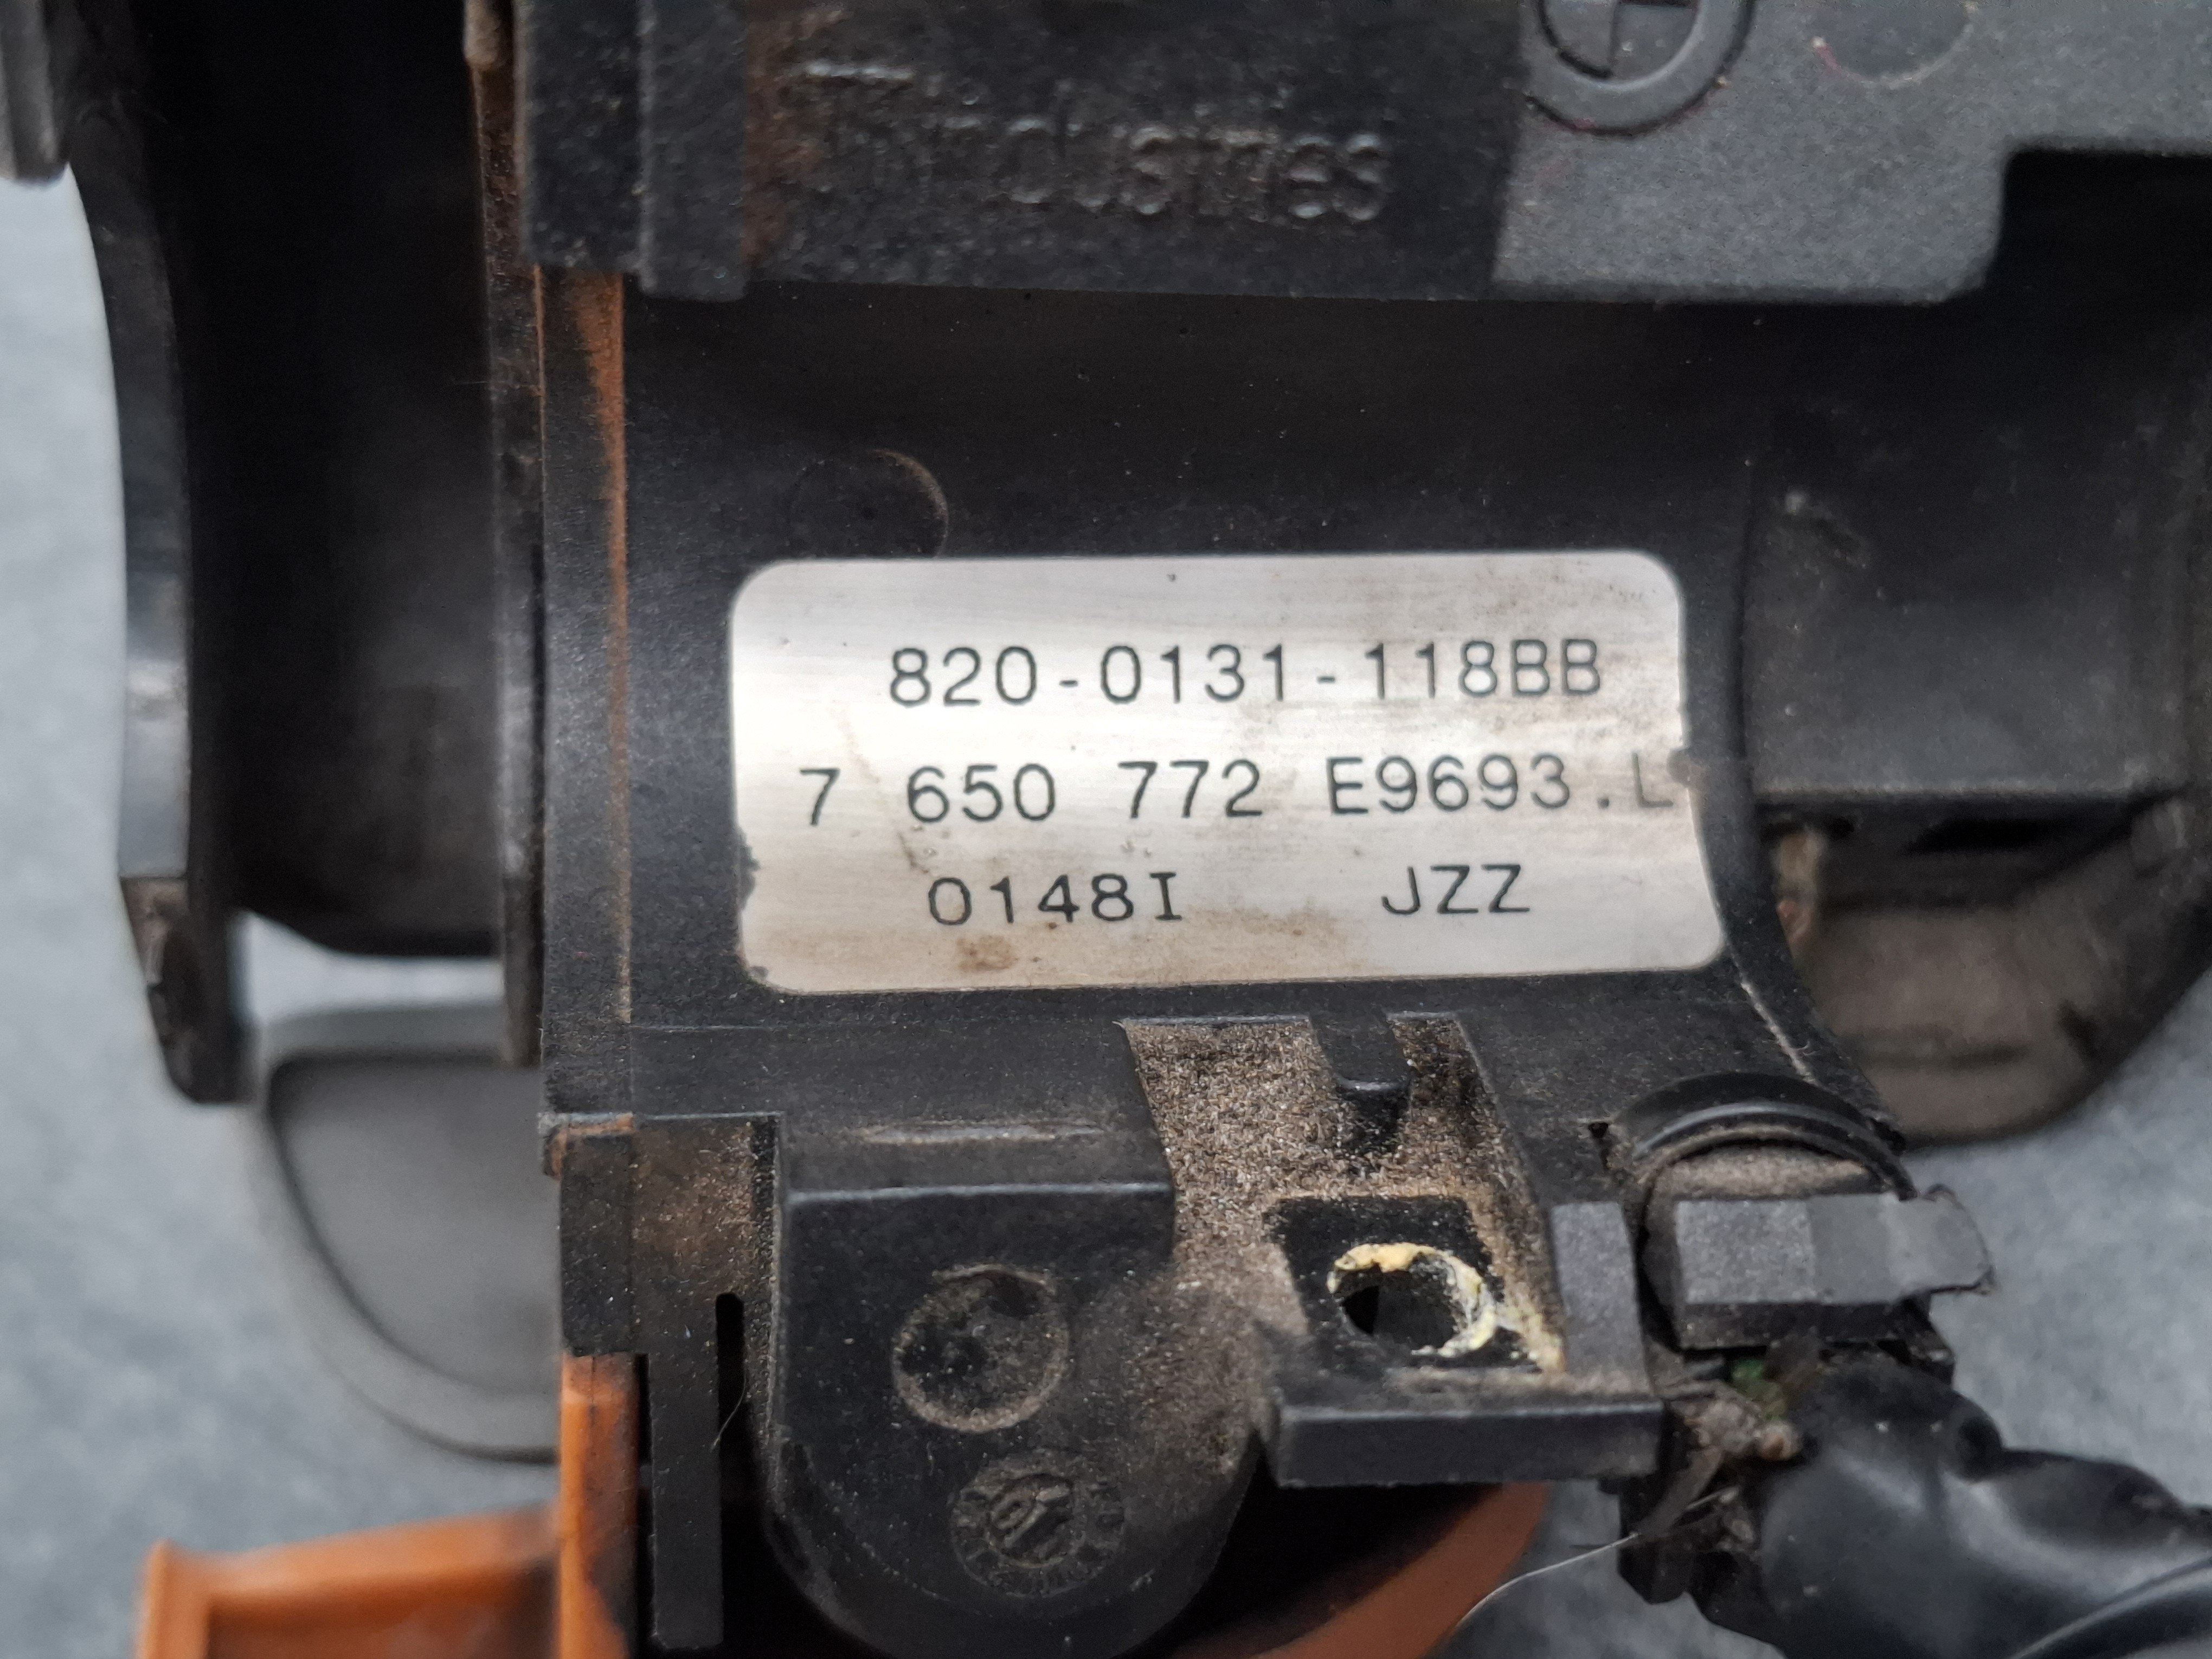 Industries
820-0131-118BB
7 650 772 E9693.L
0148I JZZ